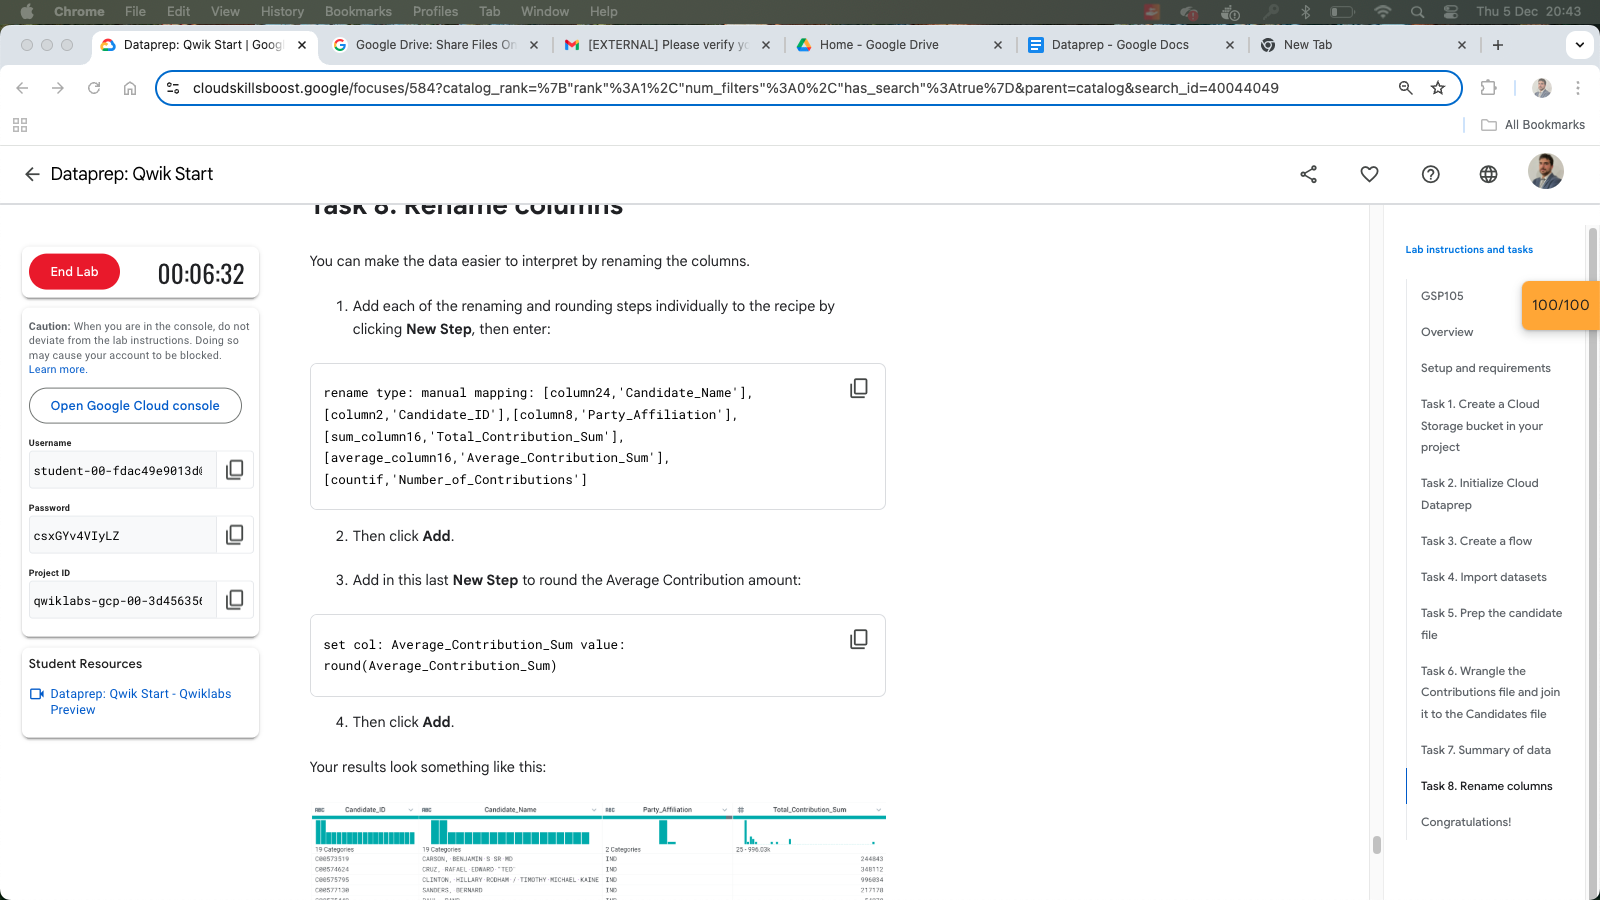 Chrome File Edit View History Bookmarks Profiles Tab Window Help Thu 5 Dec 20:43
Dataprep: Qwik Start | Googl
Google Drive: Share Files On
[EXTERNAL] Please verify yo
Home - Google Drive
Dataprep - Google Docs
New Tab
cloudskillsboost.google/focuses/584?catalog_rank=%7B"rank"%3A1%2C"num_filters"%3A0%2C"has_search"%3Atrue%7D&parent=catalog&search_id=40044049
All Bookmarks
Dataprep: Qwik Start
End Lab
00:06:32
Caution: When you are in the console, do not
deviate from the lab instructions. Doing so
may cause your account to be blocked.
Learn more.
Open Google Cloud console
Username
student-00-fdac49e9013d0
Password
csxGYv4VIyLZ
Project ID
qwiklabs-gcp-00-3d456356
Student Resources
Dataprep: Qwik Start - Qwiklabs
Preview
Task 8. Rename columns
You can make the data easier to interpret by renaming the columns.
1. Add each of the renaming and rounding steps individually to the recipe by
clicking New Step, then enter:
rename type: manual mapping: [column24,'Candidate_Name'],
[column2,'Candidate_ID'],[column8,'Party_Affiliation'],
[sum_column16,'Total_Contribution_Sum'],
[average_column16,'Average_Contribution_Sum'],
[countif,'Number_of_Contributions']
2. Then click Add.
3. Add in this last New Step to round the Average Contribution amount:
set col: Average_Contribution_Sum value:
round(Average_Contribution_Sum)
4. Then click Add.
Your results look something like this:
ABC Candidate_ID ABC Candidate_Name ABC Party_Affiliation # Total_Contribution_Sum
19 Categories 19 Categories 2 Categories 25 - 996.03k
C00573519 CARSON, BENJAMIN S SR MD IND 244843
C00574624 CRUZ, RAFAEL EDWARD "TED" IND 348112
C00575795 CLINTON, HILLARY RODHAM / TIMOTHY MICHAEL KAINE IND 996034
C00577130 SANDERS, BERNARD IND 217178
Lab instructions and tasks
GSP105
100/100
Overview
Setup and requirements
Task 1. Create a Cloud
Storage bucket in your
project
Task 2. Initialize Cloud
Dataprep
Task 3. Create a flow
Task 4. Import datasets
Task 5. Prep the candidate
file
Task 6. Wrangle the
Contributions file and join
it to the Candidates file
Task 7. Summary of data
Task 8. Rename columns
Congratulations!